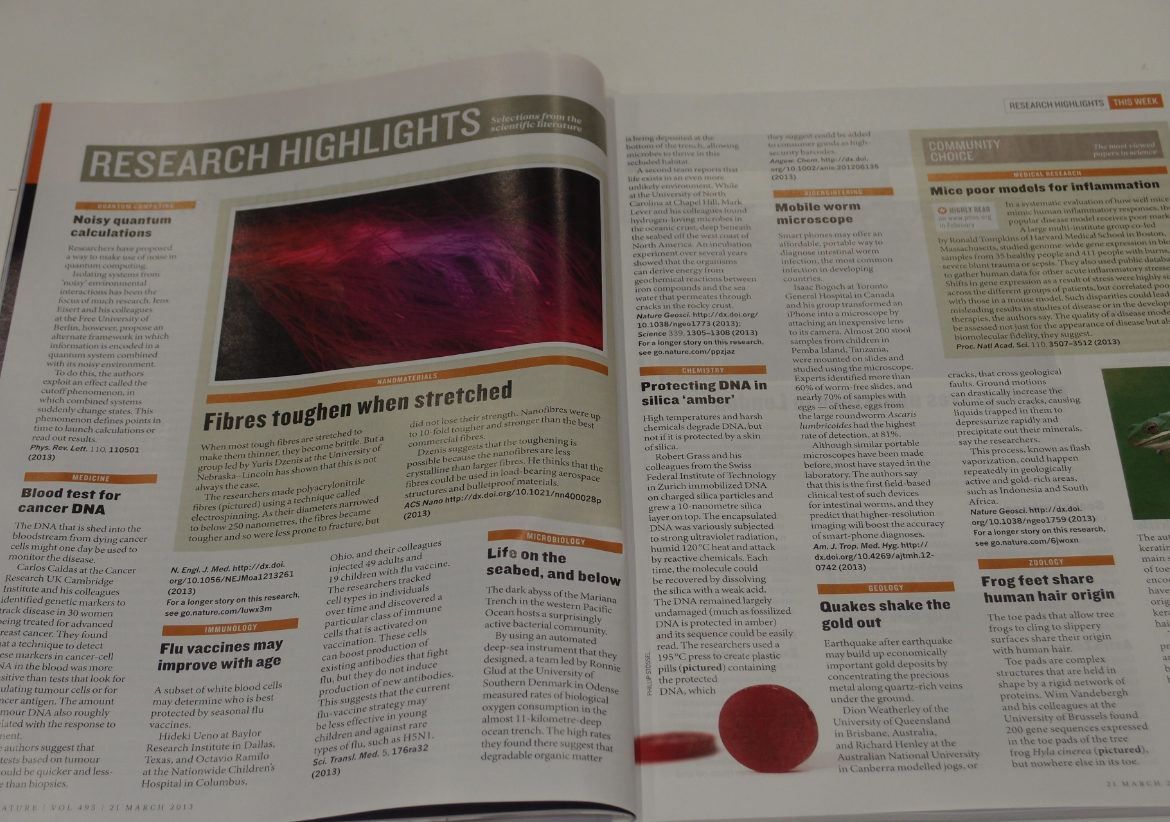 RESEARCH HIGHLIGHTS
Selections from the
scientific literature
QUANTUM COMPUTING
Noisy quantum
calculations
Researchers have proposed
a way to make use of noise in
quantum computing.
Isolating systems from
'noisy' environmental
interactions has been the
focus of much research. Jens
Eisert and his colleagues
at the Free University of
Berlin, however, propose an
alternate framework in which
information is encoded in a
quantum system combined
with its noisy environment.
To do this, the authors
exploit an effect called the
cutoff phenomenon, in
which combined systems
suddenly change states. This
phenomenon defines points in
time to launch calculations or
read out results.
Phys. Rev. Lett. 110, 110501
(2013)
MEDICINE
Blood test for
cancer DNA
The DNA that is shed into the
bloodstream from dying cancer
cells might one day be used to
monitor the disease.
Carlos Caldas at the Cancer
Research UK Cambridge
Institute and his colleagues
identified genetic markers to
track disease in 30 women
being treated for advanced
breast cancer. They found
that a technique to detect
these markers in cancer-cell
DNA in the blood was more
sitive than tests that look for
ulating tumour cells or for
ncer antigen. The amount
mour DNA also roughly
lated with the response to
ment.
authors suggest that
tests based on tumour
ould be quicker and less-
e than biopsies.
N. Engl. J. Med. http://dx.doi.
org/10.1056/NEJMoa1213261
(2013)
For a longer story on this research,
see go.nature.com/luwx3m
IMMUNOLOGY
Flu vaccines may
improve with age
A subset of white blood cells
may determine who is best
protected by seasonal flu
vaccines.
Hideki Ueno at Baylor
Research Institute in Dallas,
Texas, and Octavio Ramilo
at the Nationwide Children's
Hospital in Columbus,
NANOMATERIALS
Fibres toughen when stretched
When most tough fibres are stretched to
make them thinner, they become brittle. But a
group led by Yuris Dzenis at the University of
Nebraska–Lincoln has shown that this is not
always the case.
The researchers made polyacrylonitrile
fibres (pictured) using a technique called
electrospinning. As their diameters narrowed
to below 250 nanometres, the fibres became
tougher and so were less prone to fracture, but
did not lose their strength. Nanofibres were up
to 10-fold tougher and stronger than the best
commercial fibres.
Dzenis suggests that the toughening is
possible because the nanofibres are less
crystalline than larger fibres. He thinks that the
fibres could be used in load-bearing aerospace
structures and bulletproof materials.
ACS Nano http://dx.doi.org/10.1021/nn400028p
(2013)
Ohio, and their colleagues
injected 49 adults and
19 children with flu vaccine.
The researchers tracked
cell types in individuals
over time and discovered a
particular class of immune
cells that is activated on
vaccination. These cells
can boost production of
existing antibodies that fight
flu, but they do not induce
production of new antibodies.
This suggests that the current
flu-vaccine strategy may
be less effective in young
children and against rare
types of flu, such as H5N1.
Sci. Transl. Med. 5, 176ra32
(2013)
MICROBIOLOGY
Life on the
seabed, and below
The dark abyss of the Mariana
Trench in the western Pacific
Ocean hosts a surprisingly
active bacterial community.
By using an automated
deep-sea instrument that they
designed, a team led by Ronnie
Glud at the University of
Southern Denmark in Odense
measured rates of biological
oxygen consumption in the
almost 11-kilometre-deep
ocean trench. The high rates
they found there suggest that
degradable organic matter
ATURE | VOL 495 | 21 MARCH 2013
RESEARCH HIGHLIGHTS THIS WEEK
is being deposited at the
bottom of the trench, allowing
microbes to thrive in this
secluded habitat.
A second team reports that
life exists in an even more
unlikely environment. While
at the University of North
Carolina at Chapel Hill, Mark
Lever and his colleagues found
hydrogen-loving microbes in
the oceanic crust, deep beneath
the seabed off the west coast of
North America. An incubation
experiment over several years
showed that the organisms
can derive energy from
geochemical reactions between
iron compounds and the sea
water that permeates through
cracks in the rocky crust.
Nature Geosci. http://dx.doi.org/
10.1038/ngeo1773 (2013);
Science 339, 1305–1308 (2013)
For a longer story on this research,
see go.nature.com/ppzjaz
CHEMISTRY
Protecting DNA in
silica 'amber'
High temperatures and harsh
chemicals degrade DNA, but
not if it is protected by a skin
of silica.
Robert Grass and his
colleagues from the Swiss
Federal Institute of Technology
in Zurich immobilized DNA
on charged silica particles and
grew a 10-nanometre silica
layer on top. The encapsulated
DNA was variously subjected
to strong ultraviolet radiation,
humid 120°C heat and attack
by reactive chemicals. Each
time, the molecule could
be recovered by dissolving
the silica with a weak acid.
The DNA remained largely
undamaged (much as fossilized
DNA is protected in amber)
and its sequence could be easily
read. The researchers used a
195°C press to create plastic
pills (pictured) containing
the protected
DNA, which
PHILIPP STÖSSEL
they suggest could be added
to consumer goods as high-
security barcodes.
Angew. Chem. http://dx.doi.
org/10.1002/anie.201208135
(2013)
BIOENGINEERING
Mobile worm
microscope
Smart phones may offer an
affordable, portable way to
diagnose intestinal worm
infection, the most common
infection in developing
countries.
Isaac Bogoch at Toronto
General Hospital in Canada
and his group transformed an
iPhone into a microscope by
attaching an inexpensive lens
to its camera. Almost 200 stool
samples from children in
Pemba Island, Tanzania,
were mounted on slides and
studied using the microscope.
Experts identified more than
60% of worm-free slides, and
nearly 70% of samples with
eggs — of these, eggs from
the large roundworm Ascaris
lumbricoides had the highest
rate of detection, at 81%.
Although similar portable
microscopes have been made
before, most have stayed in the
laboratory. The authors say
that this is the first field-based
clinical test of such devices
for intestinal worms, and they
predict that higher-resolution
imaging will boost the accuracy
of smart-phone diagnoses.
Am. J. Trop. Med. Hyg. http://
dx.doi.org/10.4269/ajtmh.12-
0742 (2013)
GEOLOGY
Quakes shake the
gold out
Earthquake after earthquake
may build up economically
important gold deposits by
concentrating the precious
metal along quartz-rich veins
under the ground.
Dion Weatherley of the
University of Queensland
in Brisbane, Australia,
and Richard Henley at the
Australian National University
in Canberra modelled jogs, or
COMMUNITY
CHOICE
The most viewed
papers in science
MEDICAL RESEARCH
Mice poor models for inflammation
HIGHLY READ
on www.pnas.org
in February
In a systematic evaluation of how well mice
mimic human inflammatory responses, the
popular disease model receives poor mar
A large multi-institute group co-led
by Ronald Tompkins of Harvard Medical School in Boston,
Massachusetts, studied genome-wide gene expression in blo
samples from 35 healthy people and 411 people with burns,
severe blunt trauma or sepsis. They also used public databas
to gather human data for other acute inflammatory stresses
Shifts in gene expression as a result of stress were highly si
across the different groups of patients, but correlated poor
with those in a mouse model. Such disparities could lead
misleading results in studies of disease or in the develop
therapies, the authors say. The quality of a disease mode
be assessed not just for the appearance of disease but als
biomolecular fidelity, they suggest.
Proc. Natl Acad. Sci. 110, 3507–3512 (2013)
cracks, that cross geological
faults. Ground motions
can drastically increase the
volume of such cracks, causing
liquids trapped in them to
depressurize rapidly and
precipitate out their minerals,
say the researchers.
This process, known as flash
vaporization, could happen
repeatedly in geologically
active and gold-rich areas,
such as Indonesia and South
Africa.
Nature Geosci. http://dx.doi.
org/10.1038/ngeo1759 (2013)
For a longer story on this research,
see go.nature.com/6jwoxn
ZOOLOGY
Frog feet share
human hair origin
The toe pads that allow tree
frogs to cling to slippery
surfaces share their origin
with human hair.
Toe pads are complex
structures that are held in
shape by a rigid network of
proteins. Wim Vandebergh
and his colleagues at the
University of Brussels found
200 gene sequences expressed
in the toe pads of the tree
frog Hyla cinerea (pictured),
but nowhere else in its toe.
The aut
keratin
main s
of toe
enco
have
orig
21 MARCH 2